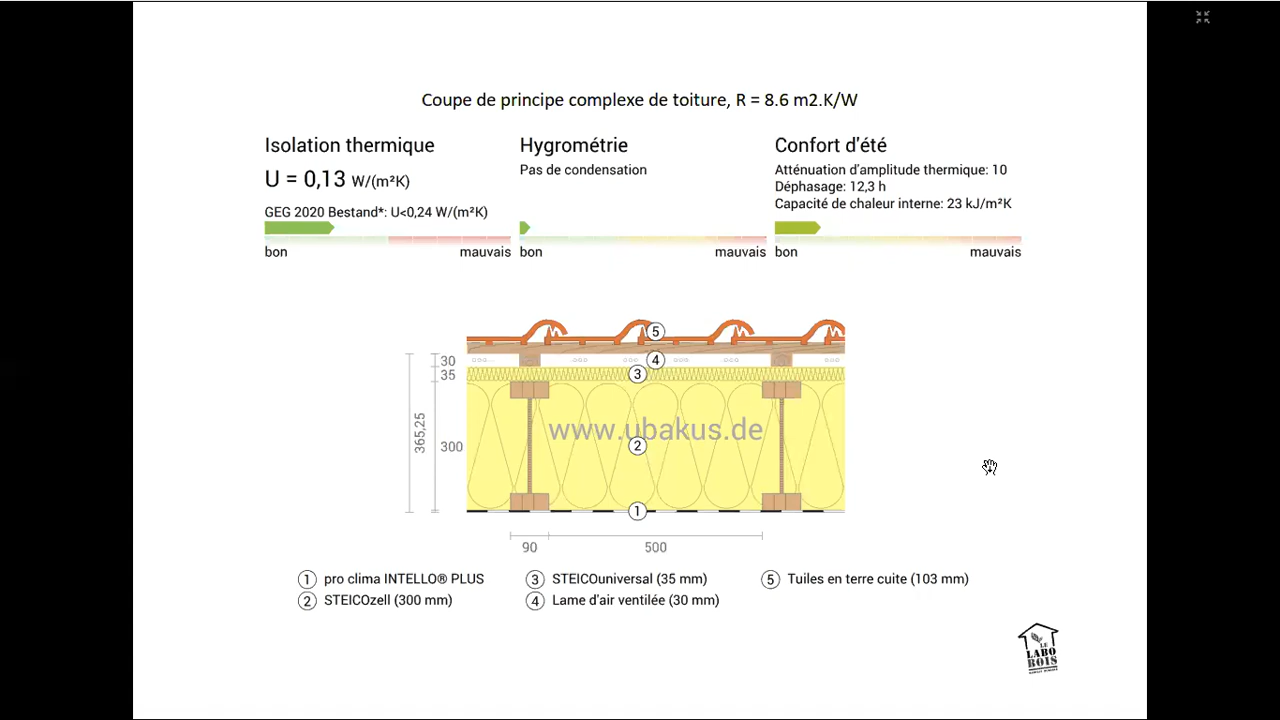 Coupe de principe complexe de toiture, R = 8.6 m2.K/W
Isolation thermique
U = 0,13 W/(m²K)
GEG 2020 Bestand*: U<0,24 W/(m²K)
bon mauvais
Hygrométrie
Pas de condensation
bon mauvais
Confort d'été
Atténuation d'amplitude thermique: 10
Déphasage: 12,3 h
Capacité de chaleur interne: 23 kJ/m²K
bon mauvais
5
30 4
35 3
365,25
www.ubakus.de
300 2
1
90 500
1 pro clima INTELLO® PLUS
2 STEICOzell (300 mm)
3 STEICOuniversal (35 mm)
4 Lame d'air ventilée (30 mm)
5 Tuiles en terre cuite (103 mm)
LE
LABO
BOIS